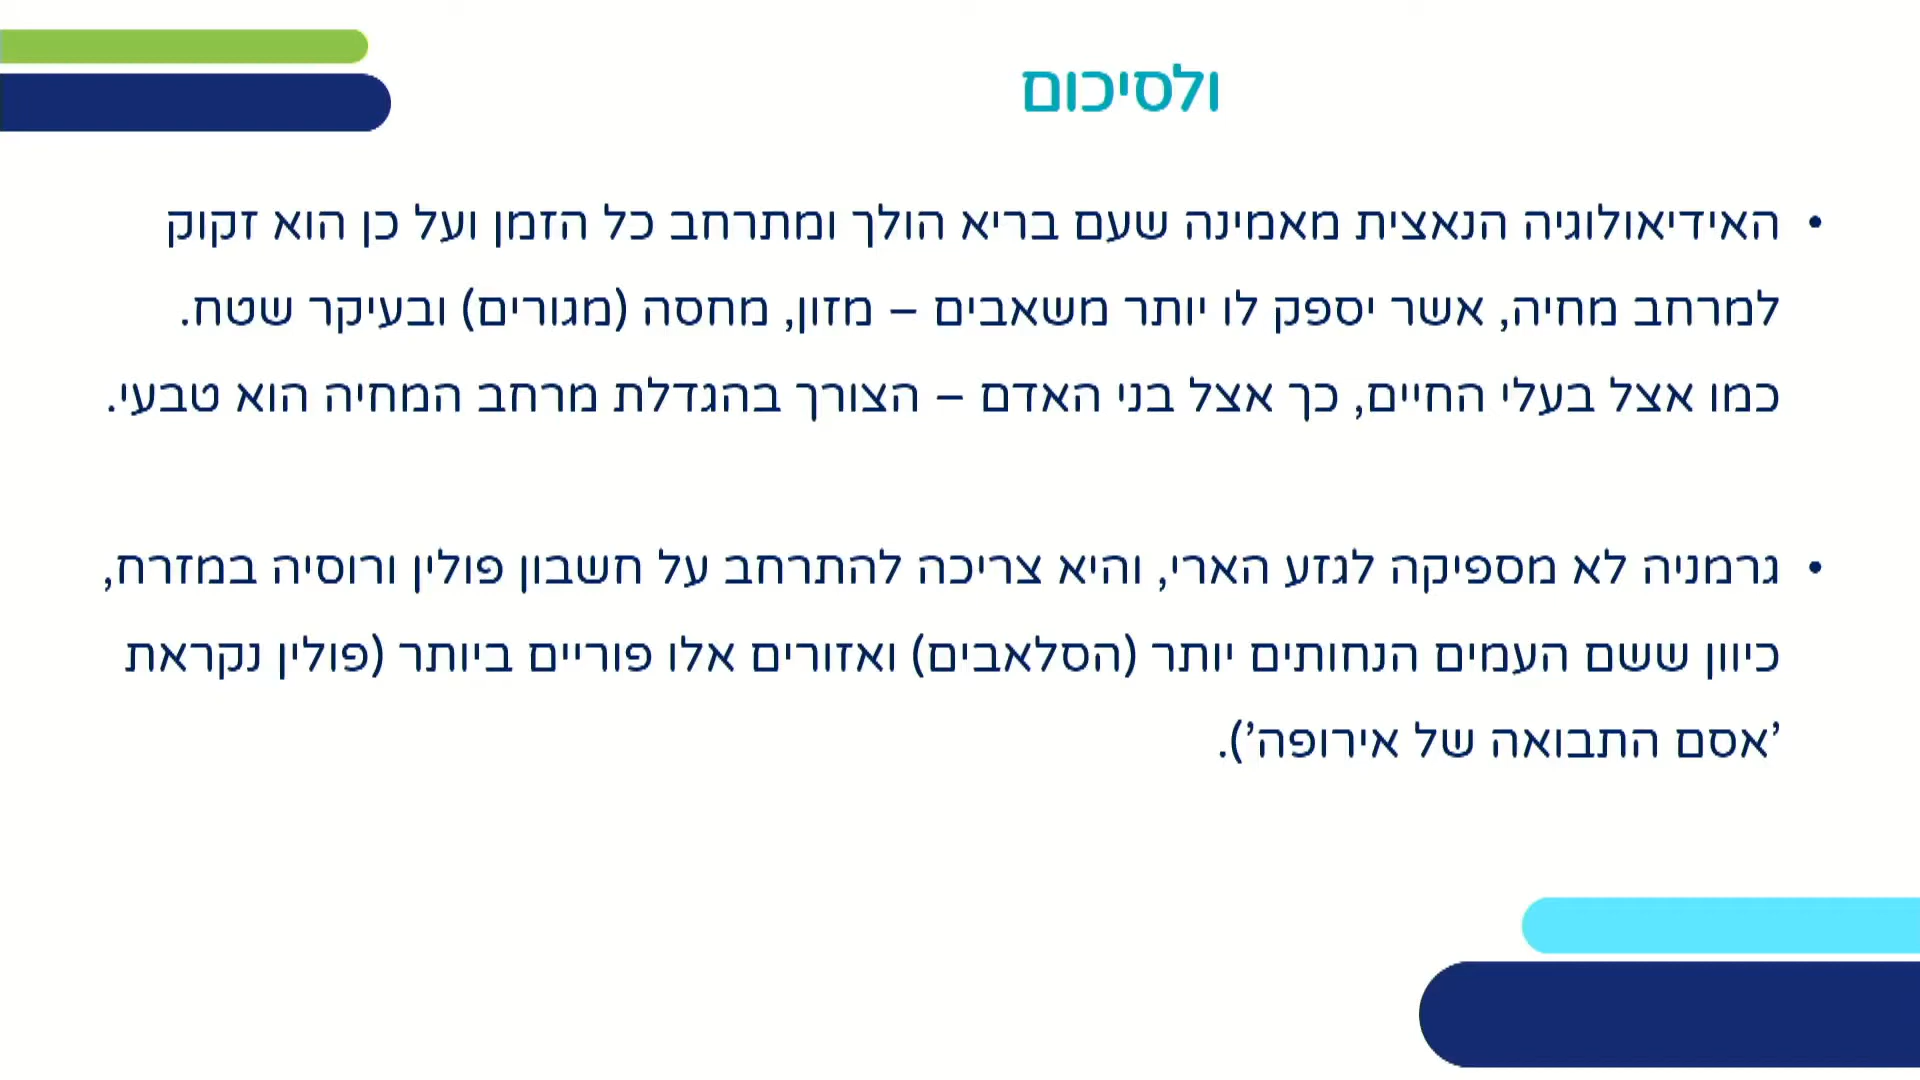 ולסיכום
• האידיאולוגיה הנאצית מאמינה שעם בריא הולך ומתרחב כל הזמן ועל כן הוא זקוק
למרחב מחיה, אשר יספק לו יותר משאבים – מזון, מחסה (מגורים) ובעיקר שטח.
כמו אצל בעלי החיים, כך אצל בני האדם – הצורך בהגדלת מרחב המחיה הוא טבעי.
• גרמניה לא מספיקה לגזע הארי, והיא צריכה להתרחב על חשבון פולין ורוסיה במזרח,
כיוון ששם העמים הנחותים יותר (הסלאבים) ואזורים אלו פוריים ביותר (פולין נקראת
'אסם התבואה של אירופה').